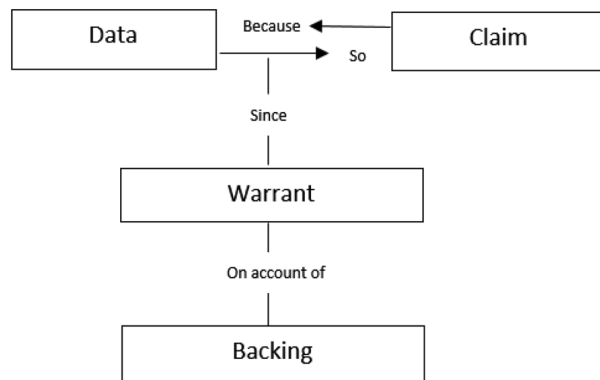 Data
Because
Claim
So
Since
Warrant
On account of
Backing